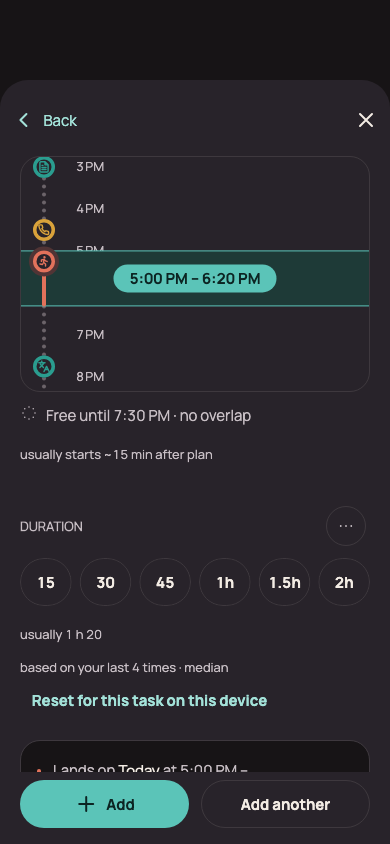 Back
3 PM
4 PM
5 PM
5:00 PM – 6:20 PM
7 PM
8 PM
Free until 7:30 PM · no overlap
usually starts ~15 min after plan
DURATION
15
30
45
1h
1.5h
2h
usually 1 h 20
based on your last 4 times · median
Reset for this task on this device
• Lands on Today at 5:00 PM –
+ Add
Add another